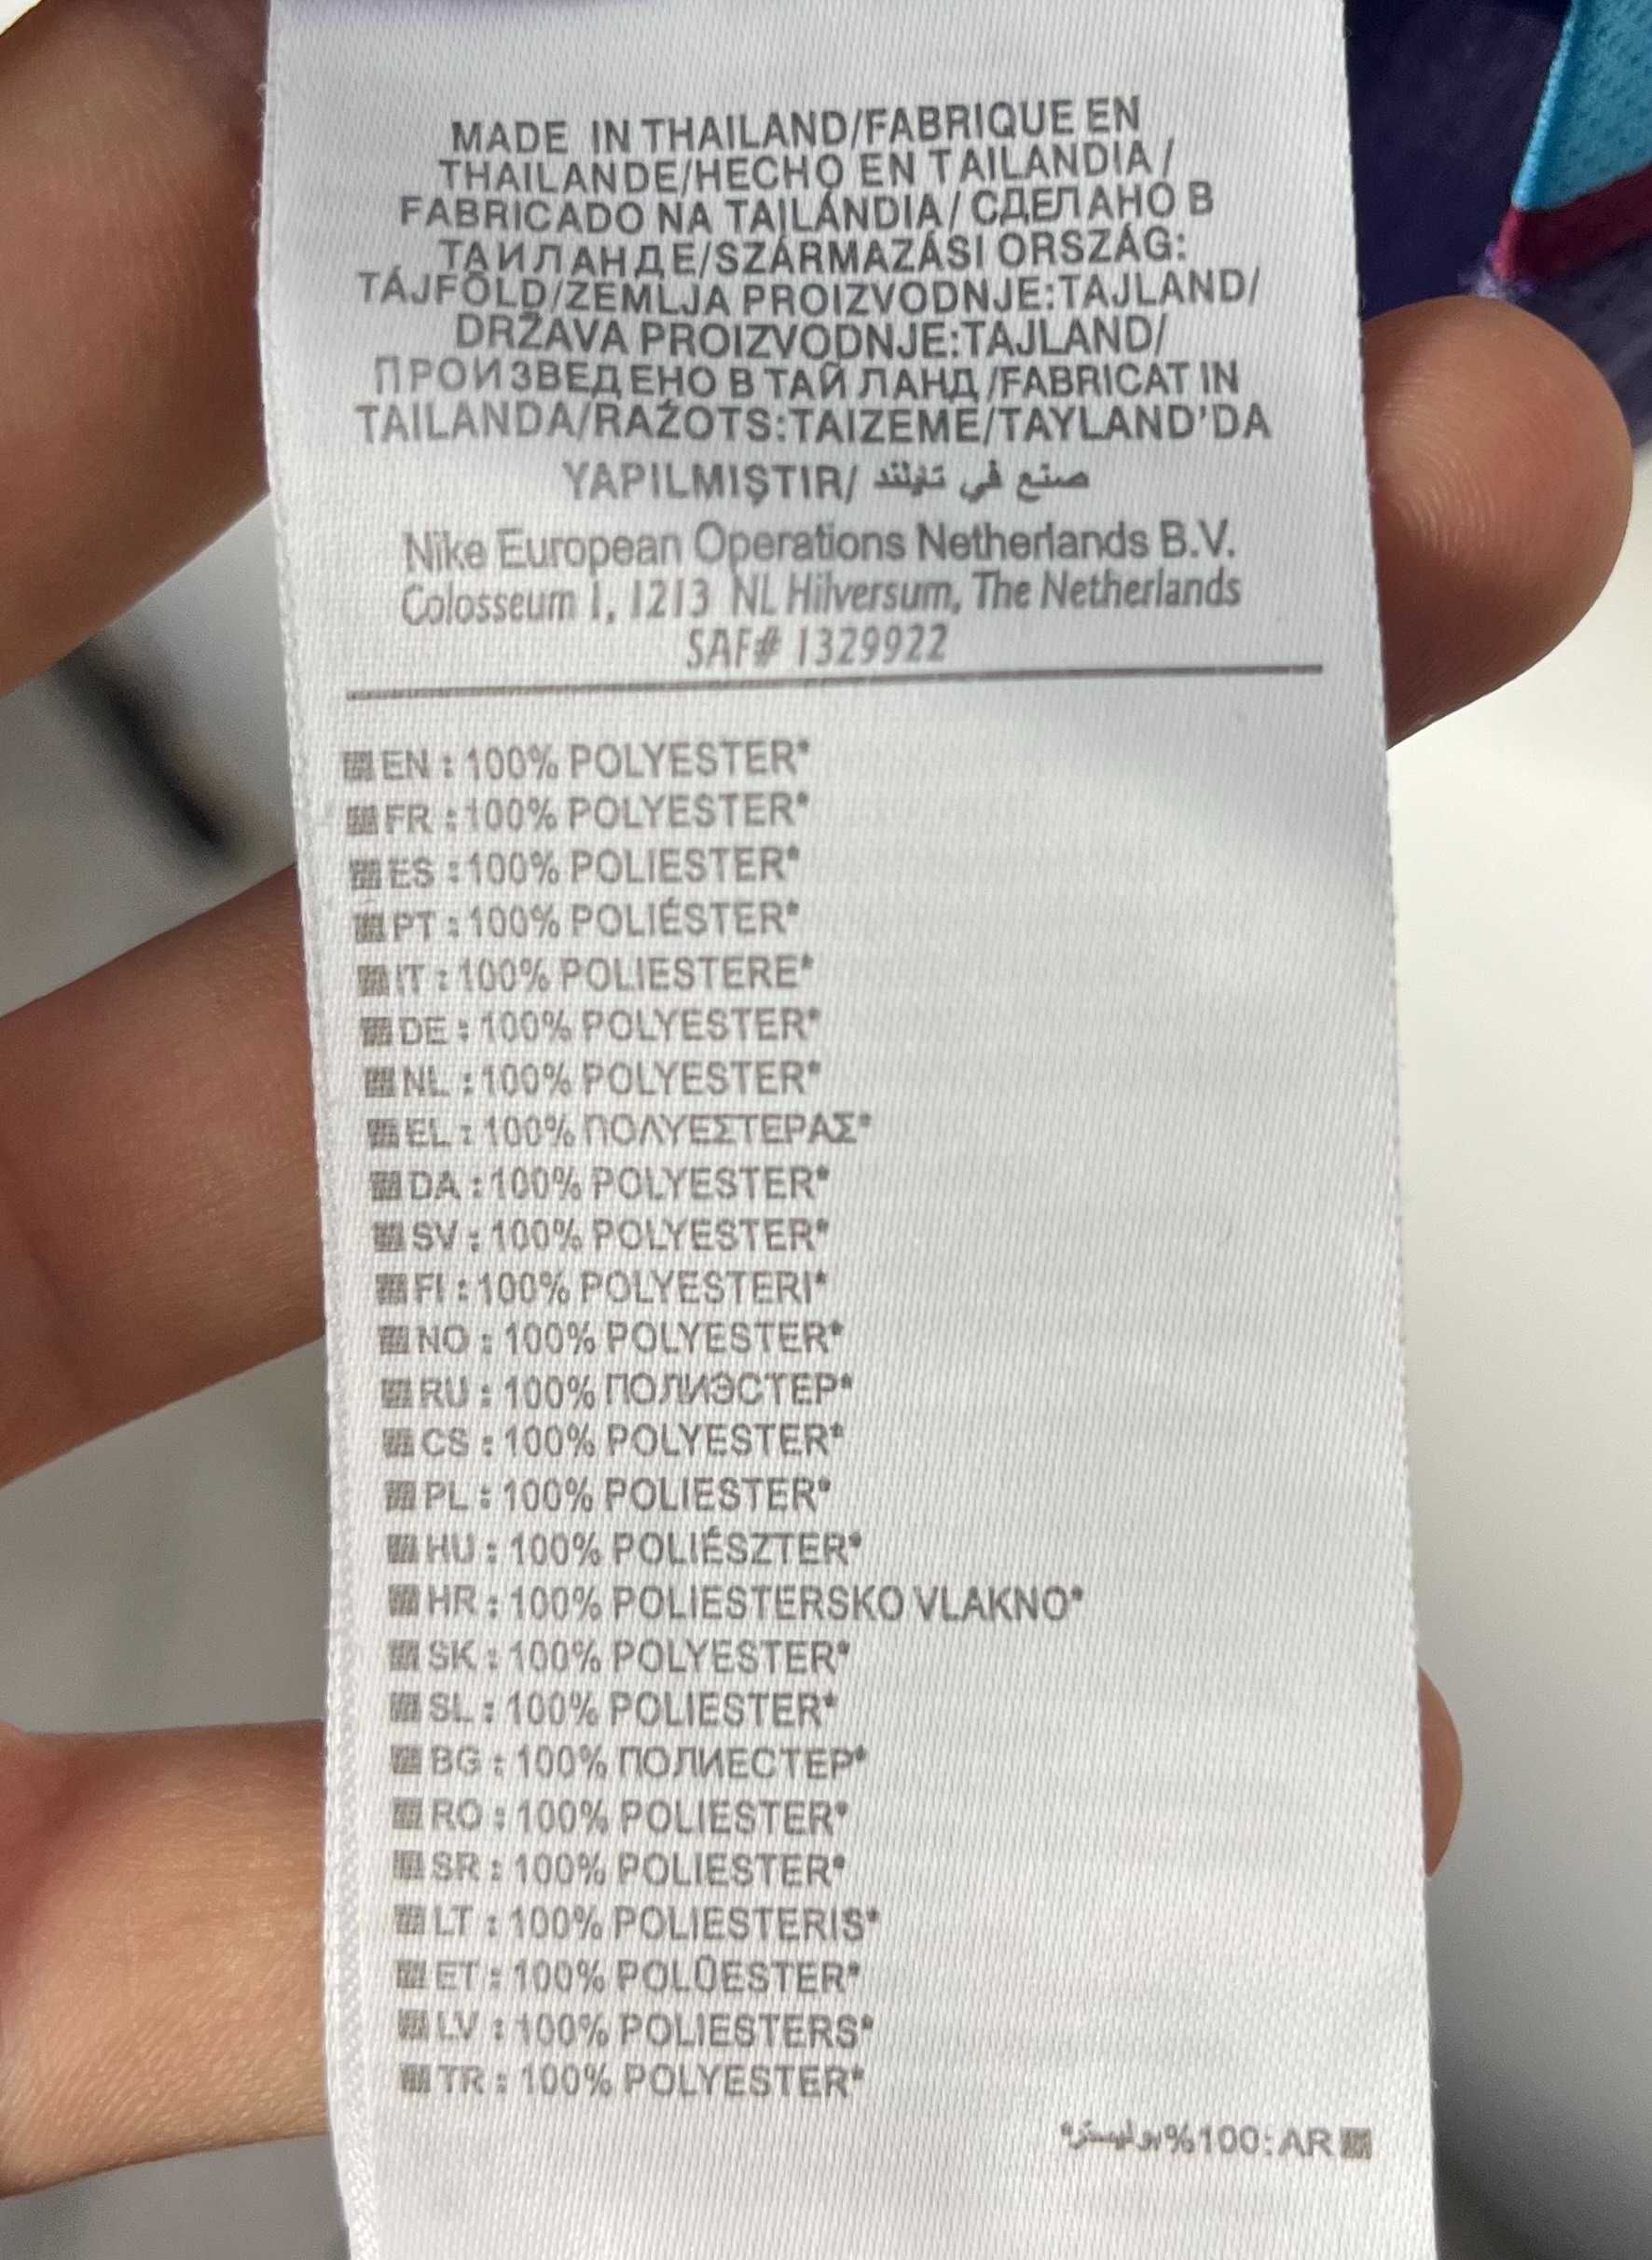 MADE IN THAILAND/FABRIQUE EN
THAILANDE/HECHO EN TAILANDIA /
FABRICADO NA TAILÂNDIA/ СДЕЛАНО В
ТАИЛАНДЕ/SZÁRMAZÁSI ORSZÁG:
TÁJFÖLD/ZEMLJA PROIZVODNJE:TAJLAND/
DRŽAVA PROIZVODNJE:TAJLAND/
ПРОИЗВЕДЕНО В ТАЙЛАНД /FABRICAT IN
TAILANDA/RAŽOTS:TAIZEME/TAYLAND'DA
YAPILMIŞTIR/ صنع في تايلند
Nike European Operations Netherlands B.V.
Colosseum 1, 1213 NL Hilversum, The Netherlands
SAF# 1329922
EN : 100% POLYESTER*
FR : 100% POLYESTER*
ES : 100% POLIESTER*
PT : 100% POLIÉSTER*
IT : 100% POLIESTERE*
DE : 100% POLYESTER*
NL : 100% POLYESTER*
EL : 100% ΠΟΛΥΕΣΤΕΡΑΣ*
DA : 100% POLYESTER*
SV : 100% POLYESTER*
FI : 100% POLYESTERI*
NO : 100% POLYESTER*
RU : 100% ПОЛИЭСТЕР*
CS : 100% POLYESTER*
PL : 100% POLIESTER*
HU : 100% POLIÉSZTER*
HR : 100% POLIESTERSKO VLAKNO*
SK : 100% POLYESTER*
SL : 100% POLIESTER*
BG : 100% ПОЛИЕСТЕР*
RO : 100% POLIESTER*
SR : 100% POLIESTER*
LT : 100% POLIESTERIS*
ET : 100% POLÜESTER*
LV : 100% POLIESTERS*
TR : 100% POLYESTER*
AR :100% بوليستر*